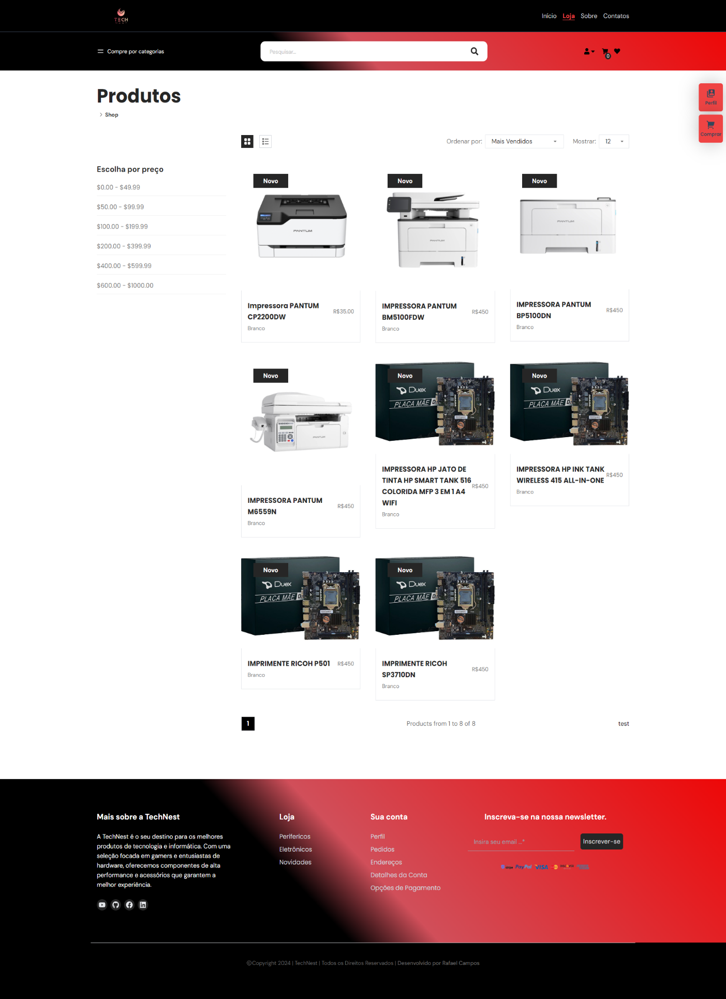 TECH
Início Loja Sobre Contatos
Compre por categorias
Pesquisar...
0
Produtos
Shop
Perfil
Comprar
Ordenar por: Mais Vendidos Mostrar: 12
Escolha por preço
$0.00 - $49.99
$50.00 - $99.99
$100.00 - $199.99
$200.00 - $399.99
$400.00 - $599.99
$600.00 - $1000.00
Novo
PANTUM
Impressora PANTUM
CP2200DW
R$35.00
Branco
Novo
PANTUM
IMPRESSORA PANTUM
BM5100FDW
R$450
Branco
Novo
PANTUM
IMPRESSORA PANTUM
BP5100DN
R$450
Branco
Novo
PANTUM
IMPRESSORA PANTUM
M6559N
R$450
Branco
Novo
Duex
PLACA MÃE D
IMPRESSORA HP JATO DE
TINTA HP SMART TANK 516
COLORIDA MFP 3 EM 1 A4
WIFI
R$450
Branco
Novo
Duex
PLACA MÃE D
IMPRESSORA HP INK TANK
WIRELESS 415 ALL-IN-ONE
R$450
Branco
Novo
Duex
PLACA MÃE D
IMPRIMENTE RICOH P501
R$450
Branco
Novo
Duex
PLACA MÃE D
IMPRIMENTE RICOH
SP3710DN
R$450
Branco
1
Products from 1 to 8 of 8
test
Mais sobre a TechNest
A TechNest é o seu destino para os melhores
produtos de tecnologia e informática. Com uma
seleção focada em gamers e entusiastas de
hardware, oferecemos componentes de alta
performance e acessórios que garantem a
melhor experiência.
Loja
Perifericos
Eletrônicos
Novidades
Sua conta
Perfil
Pedidos
Endereços
Detalhes da Conta
Opções de Pagamento
Inscreva-se na nossa newsletter.
Insira seu email ...*
Inscrever-se
stripe PayPal VISA DISCOVER
©Copyright 2024 | TechNest | Todos os Direitos Reservados | Desenvolvido por Rafael Campos